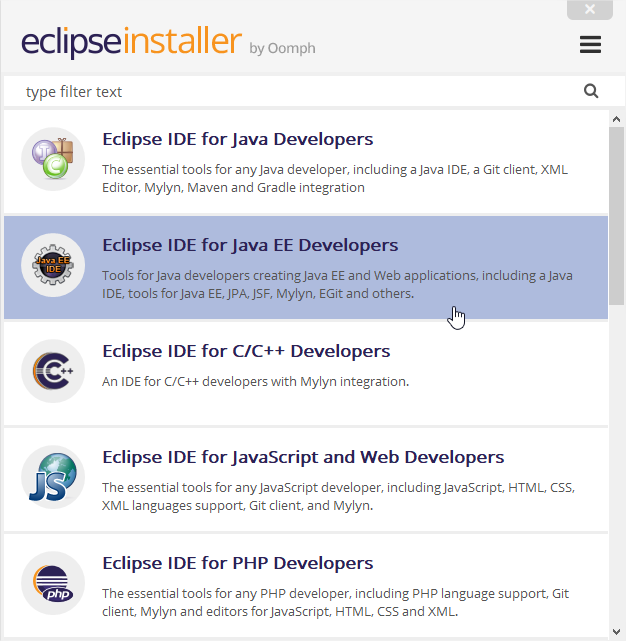 eclipseinstaller by Oomph
type filter text
Eclipse IDE for Java Developers
The essential tools for any Java developer, including a Java IDE, a Git client, XML
Editor, Mylyn, Maven and Gradle integration
Java EE
IDE
Eclipse IDE for Java EE Developers
Tools for Java developers creating Java EE and Web applications, including a Java
IDE, tools for Java EE, JPA, JSF, Mylyn, EGit and others.
C++
Eclipse IDE for C/C++ Developers
An IDE for C/C++ developers with Mylyn integration.
JS
Eclipse IDE for JavaScript and Web Developers
The essential tools for any JavaScript developer, including JavaScript, HTML, CSS,
XML languages support, Git client, and Mylyn.
php
Eclipse IDE for PHP Developers
The essential tools for any PHP developer, including PHP language support, Git
client, Mylyn and editors for JavaScript, HTML, CSS and XML.